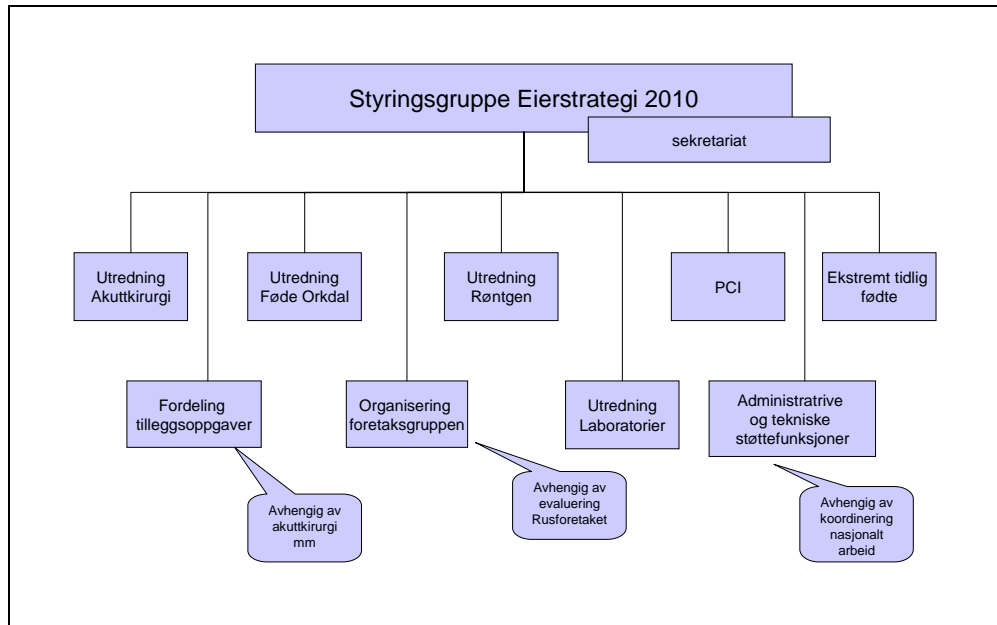 Styringsgruppe Eierstrategi 2010
sekretariat
Utredning
Akuttkirurgi
Utredning
Føde Orkdal
Utredning
Røntgen
PCI
Ekstremt tidlig
fødte
Fordeling
tilleggsoppgaver
Organisering
foretaksgruppen
Utredning
Laboratorier
Administratrive
og tekniske
støttefunksjoner
Avhengig av
akuttkirurgi
mm
Avhengig av
evaluering
Rusforetaket
Avhengig av
koordinering
nasjonalt
arbeid